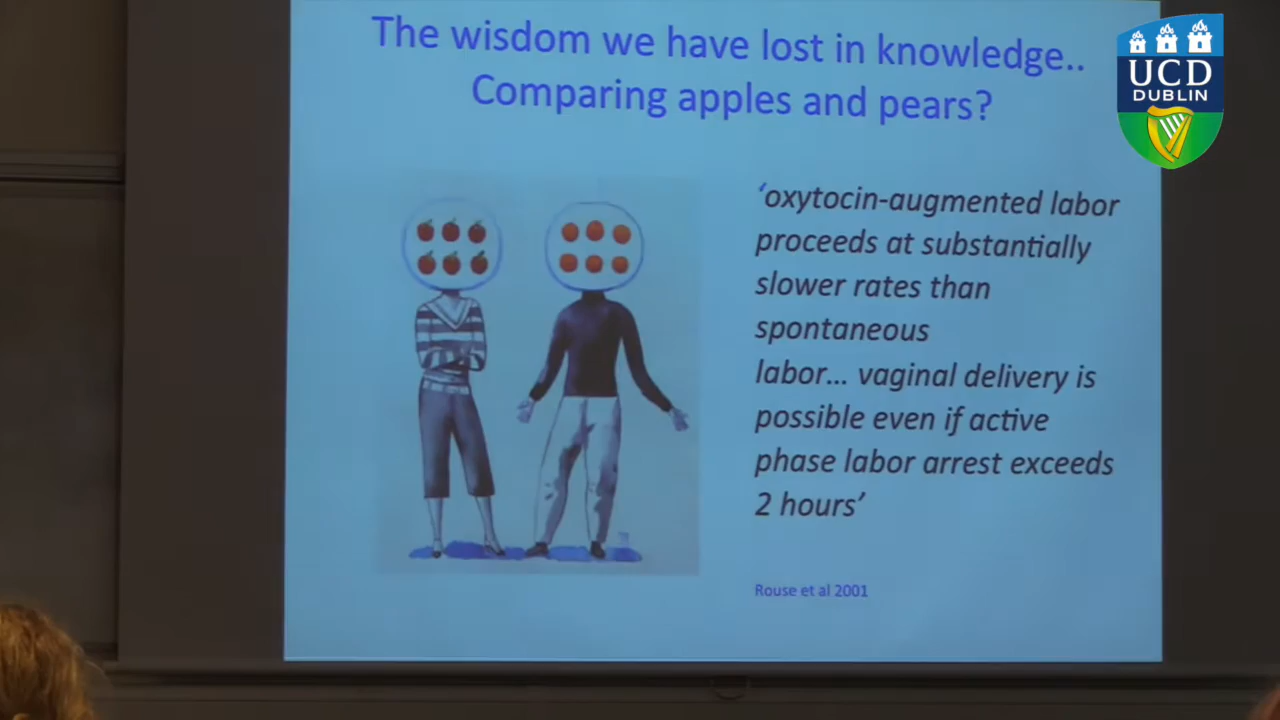 The wisdom we have lost in knowledge..
Comparing apples and pears?
UCD
DUBLIN
‘oxytocin-augmented labor
proceeds at substantially
slower rates than
spontaneous
labor... vaginal delivery is
possible even if active
phase labor arrest exceeds
2 hours’
Rouse et al 2001